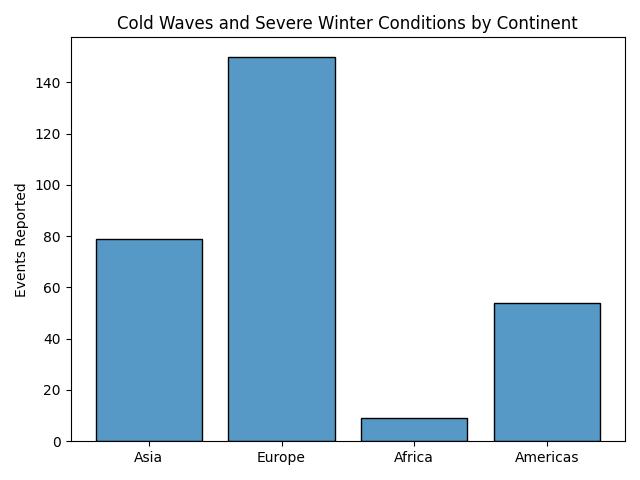 Cold Waves and Severe Winter Conditions by Continent
Events Reported
140
120
100
80
60
40
20
0
Asia Europe Africa Americas